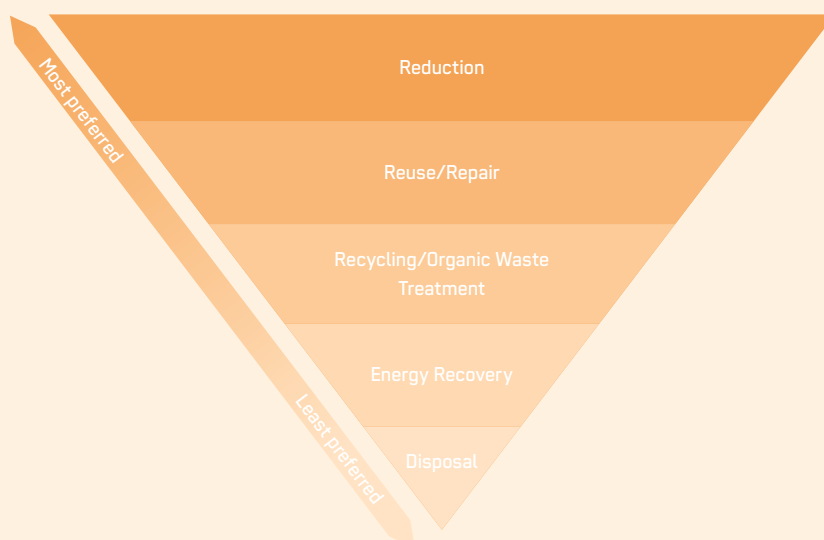 Most preferred
Reduction
Reuse/Repair
Recycling/Organic Waste
Treatment
Energy Recovery
Least preferred
Disposal